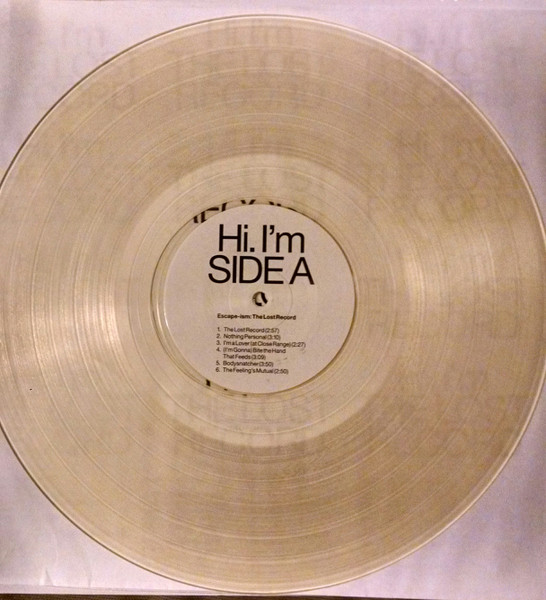 Hi. I'm
SIDE A
Escape-ism: The Lost Record
1. The Lost Record (2:57)
2. Nothing Personal (3:10)
3. I'm a Lover (at Close Range) (2:27)
4. (I'm Gonna) Bite the Hand
That Feeds (3:09)
5. Bodysnatcher (3:50)
6. The Feeling's Mutual (2:50)